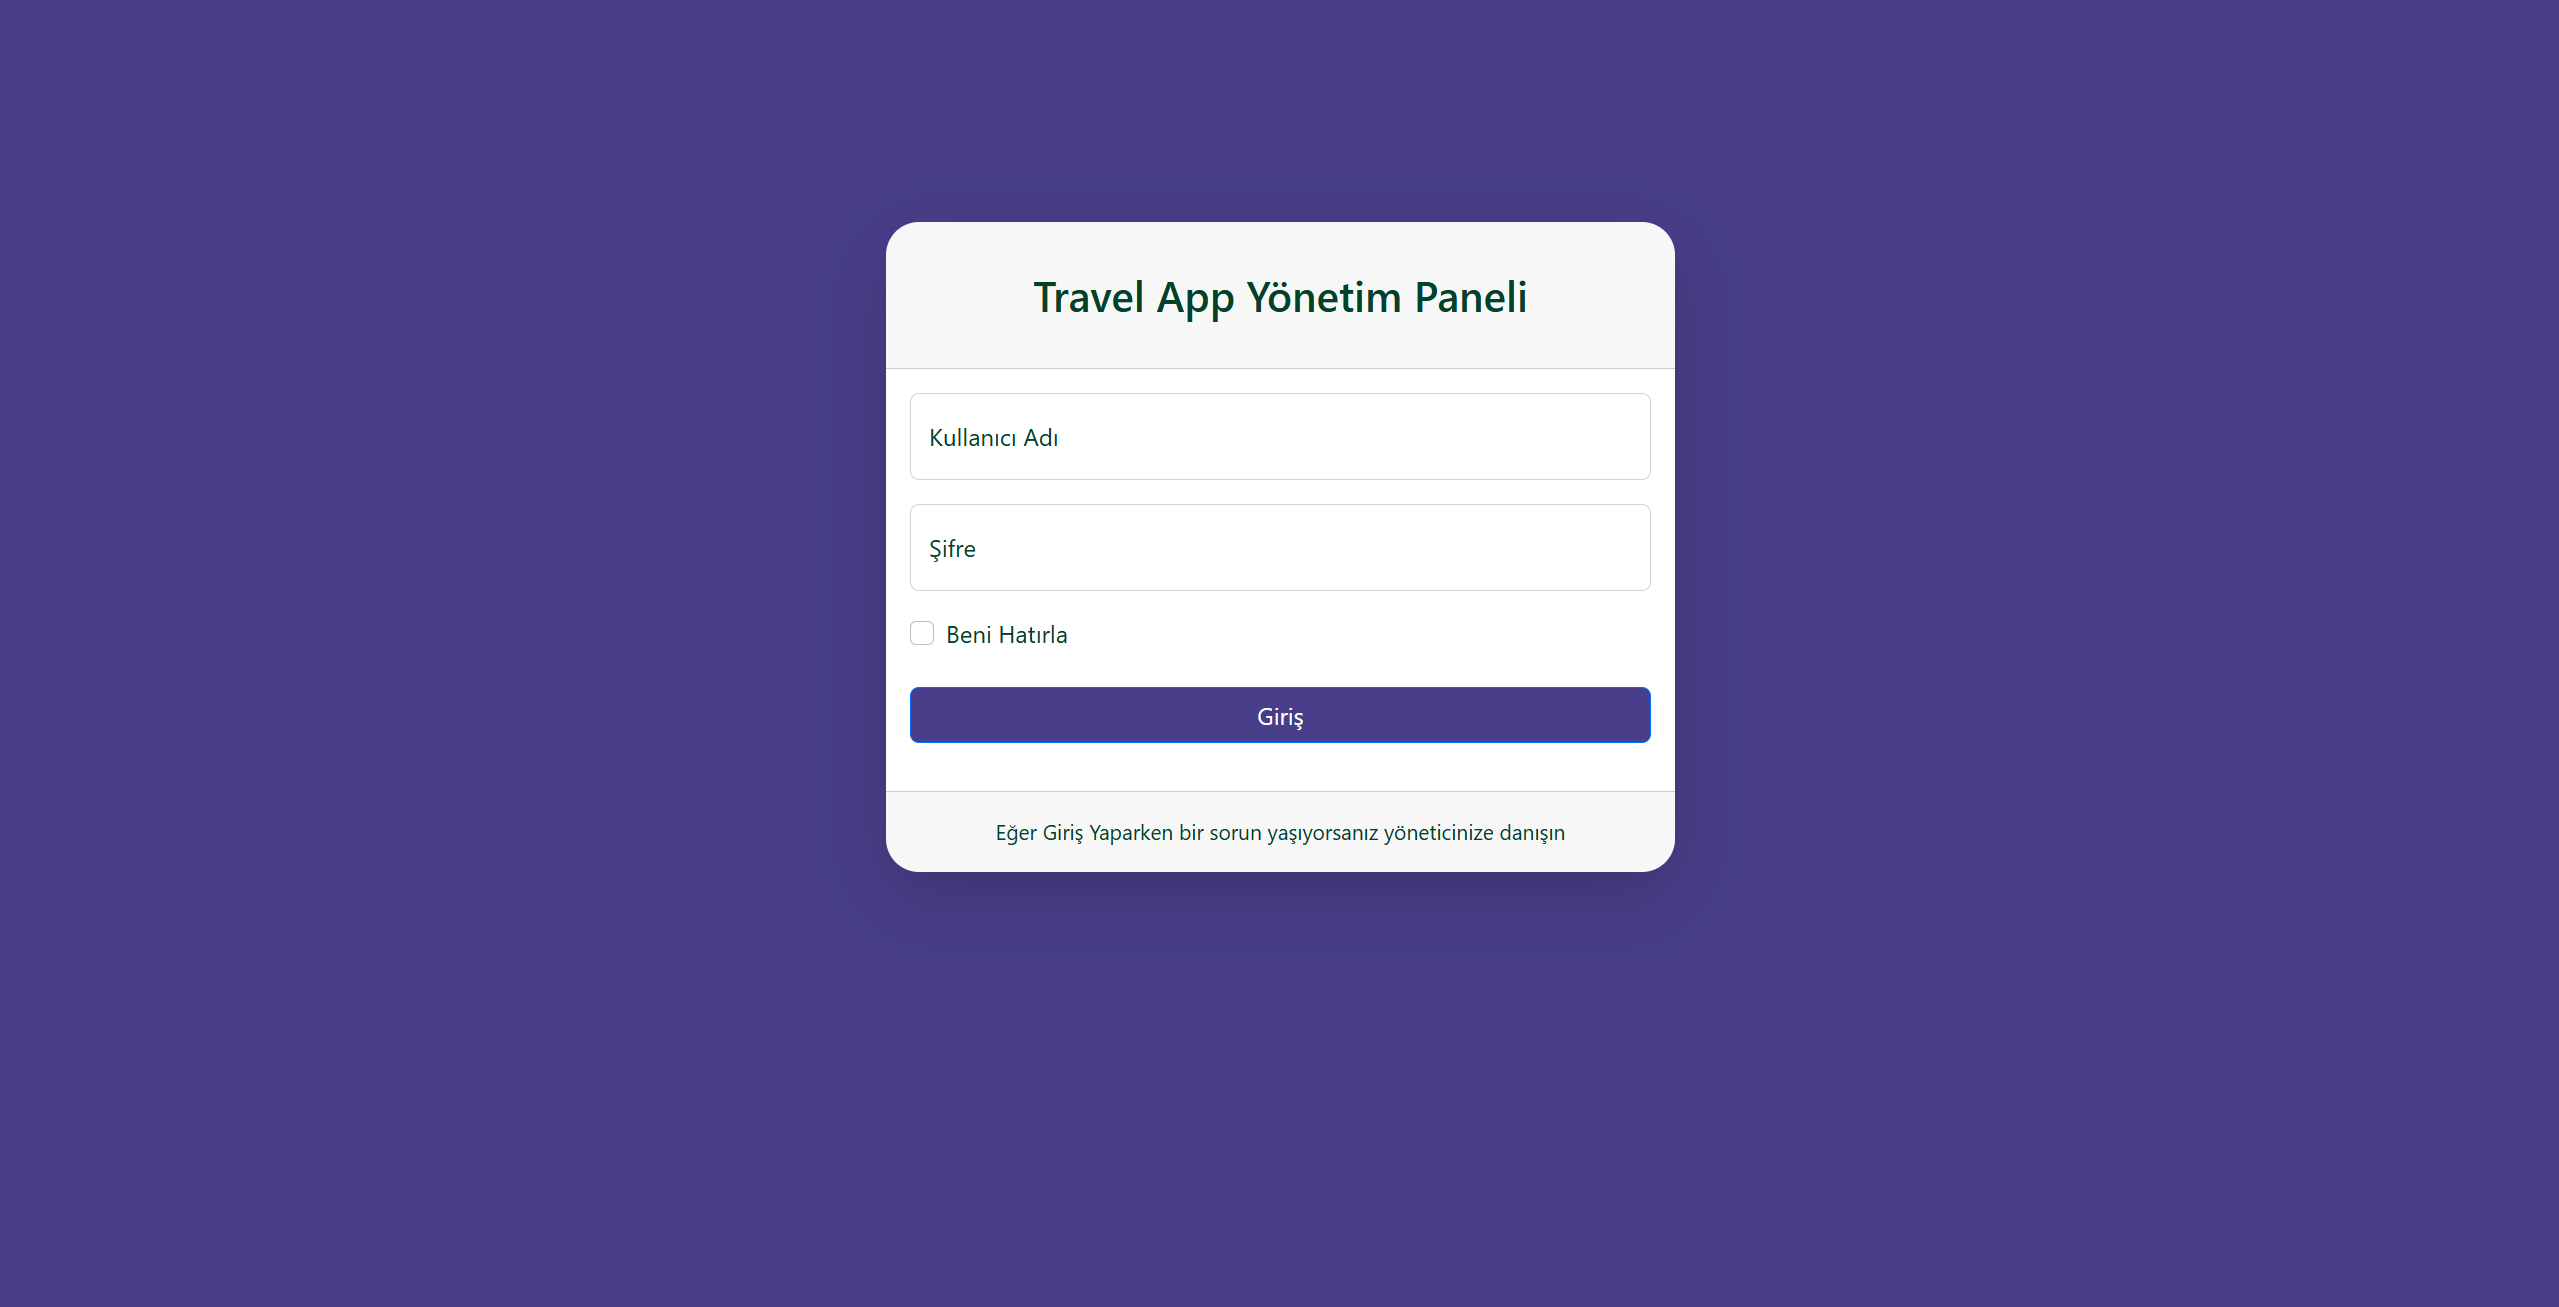 Travel App Yönetim Paneli
Kullanıcı Adı
Şifre
Beni Hatırla
Giriş
Eğer Giriş Yaparken bir sorun yaşıyorsanız yöneticinize danışın